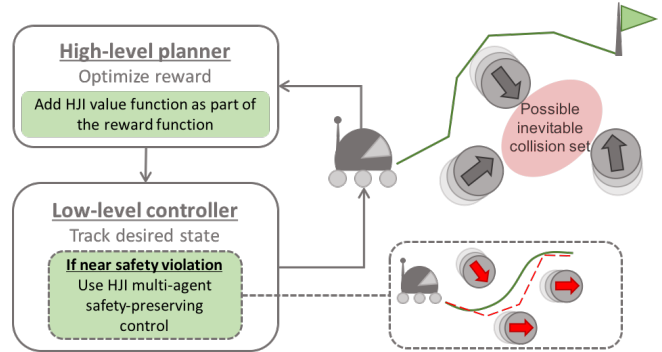 High-level planner
Optimize reward
Add HJI value function as part of
the reward function
Low-level controller
Track desired state
If near safety violation
Use HJI multi-agent
safety-preserving
control
Possible
inevitable
collision set